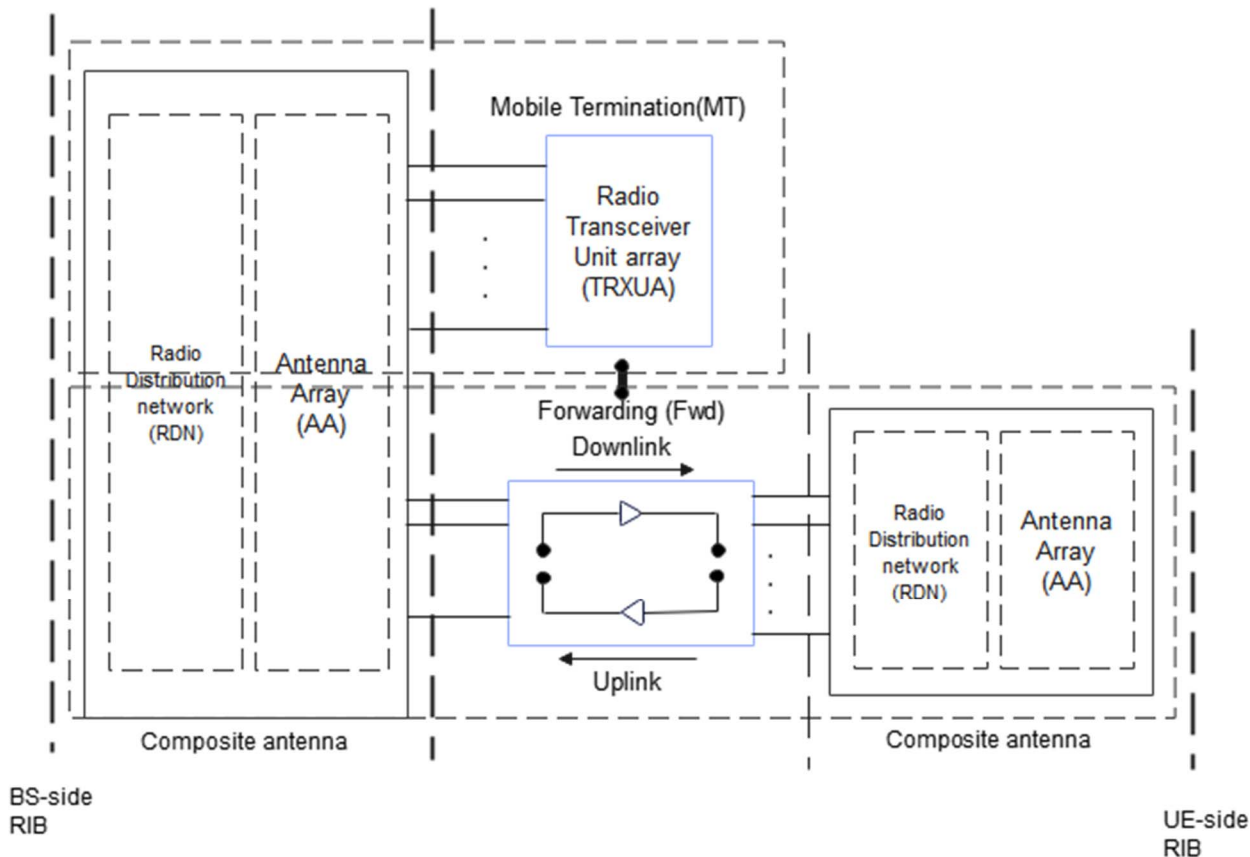 Mobile Termination(MT)
Radio
Transceiver
Unit array
(TRXUA)
Radio
Distribution
network
(RDN)
Antenna
Array
(AA)
Forwarding (Fwd)
Downlink
Uplink
Radio
Distribution
network
(RDN)
Antenna
Array
(AA)
Composite antenna
Composite antenna
BS-side
RIB
UE-side
RIB